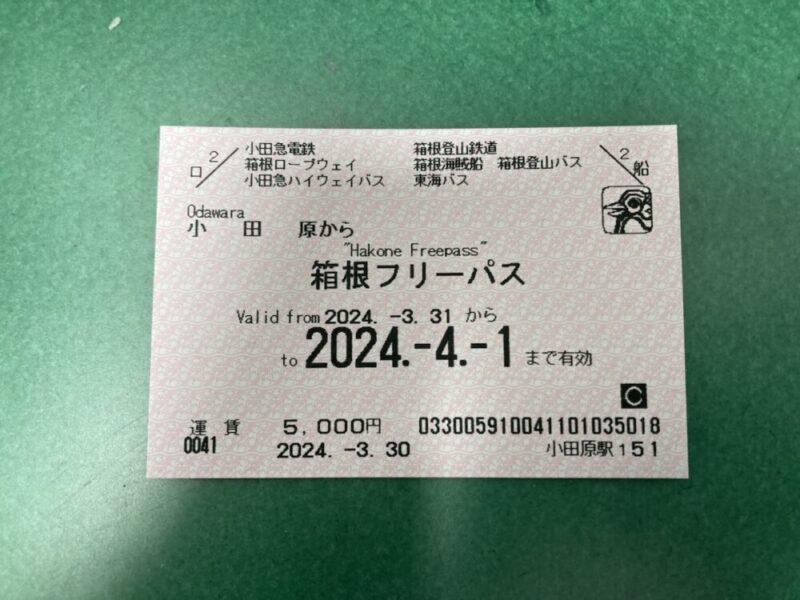 ロ/2 小田急電鉄 箱根登山鉄道 2/船
箱根ロープウェイ 箱根海賊船 箱根登山バス
小田急ハイウェイバス 東海バス
Odawara
小田原から
"Hakone Freepass"
箱根フリーパス
Valid from 2024.-3.31 から
to 2024.-4.-1 まで有効
C
運賃 5,000円 033005910041101035018
0041 2024.-3.30 小田原駅151